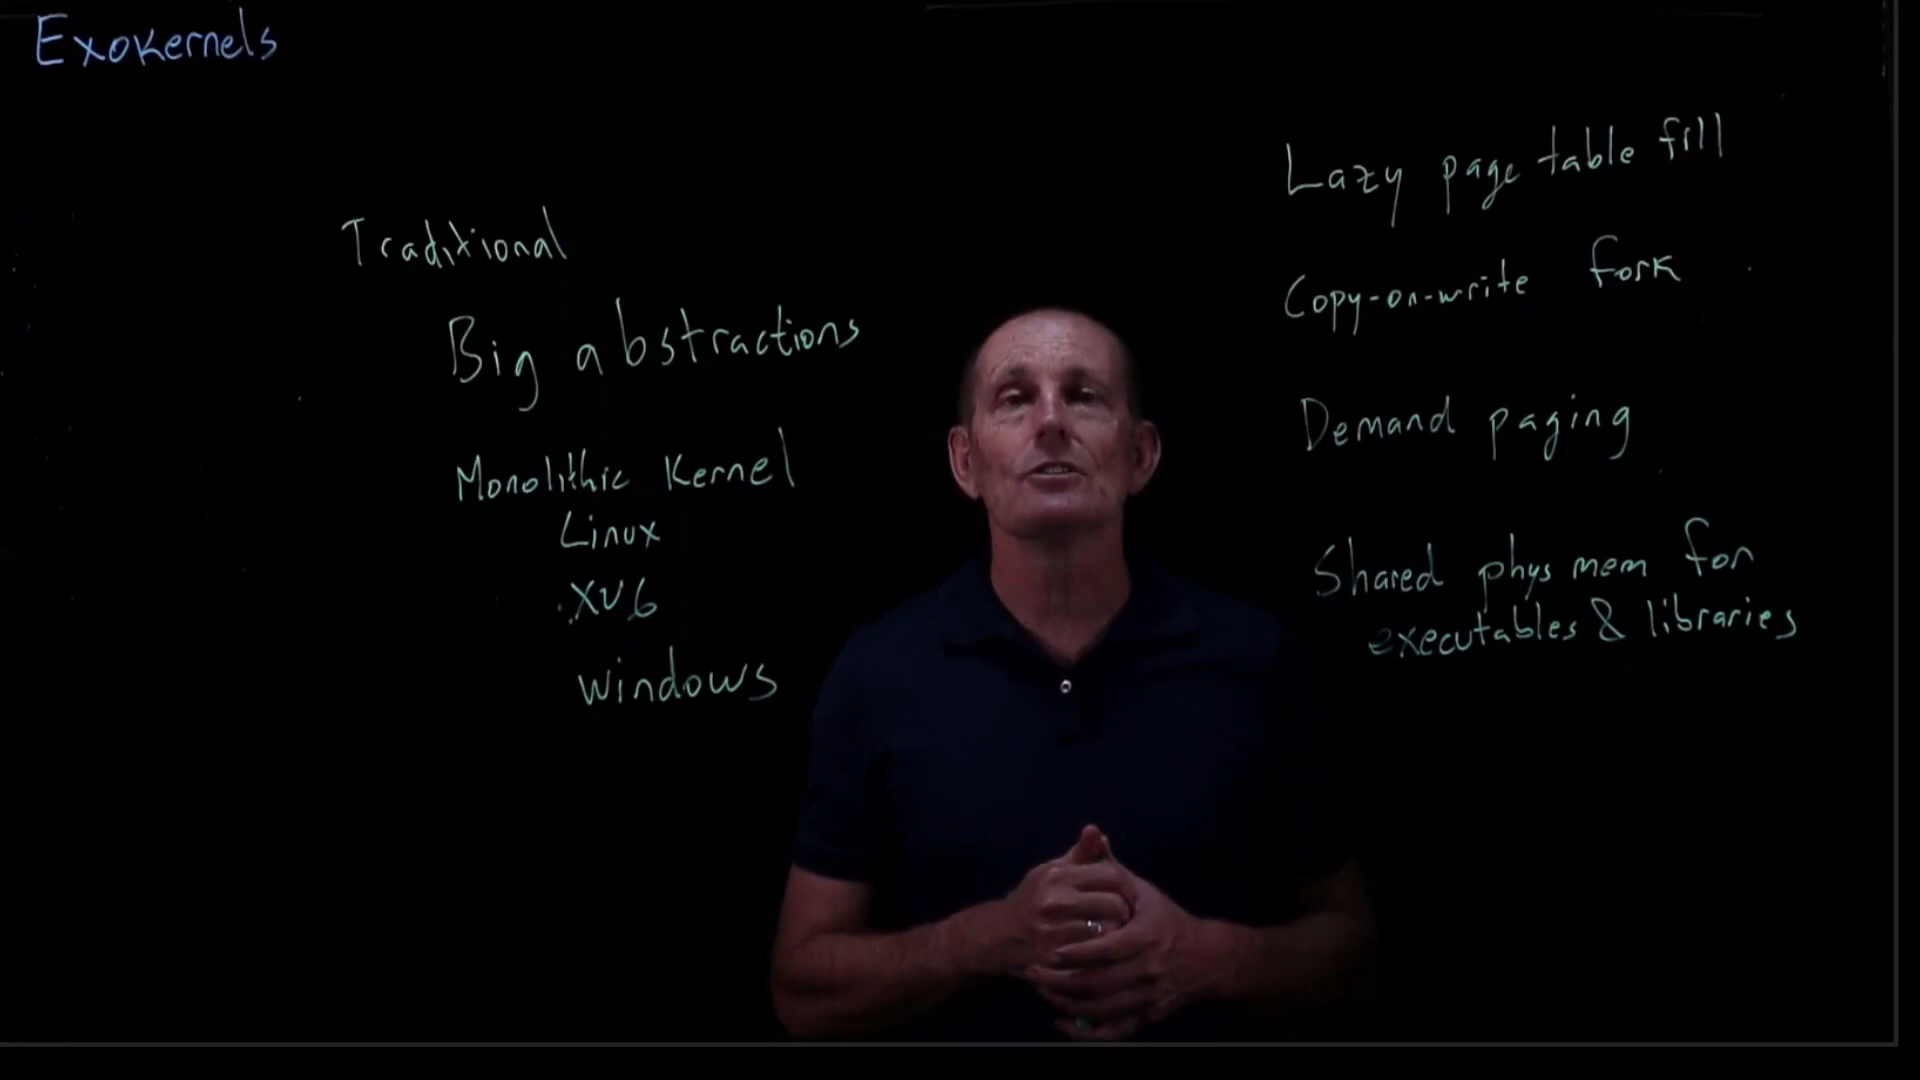 Exokernels
Traditional
Big abstractions
Monolithic Kernel
Linux
XV6
Windows
Lazy page table fill
Copy-on-write fork
Demand paging
Shared phys mem for
executables & libraries